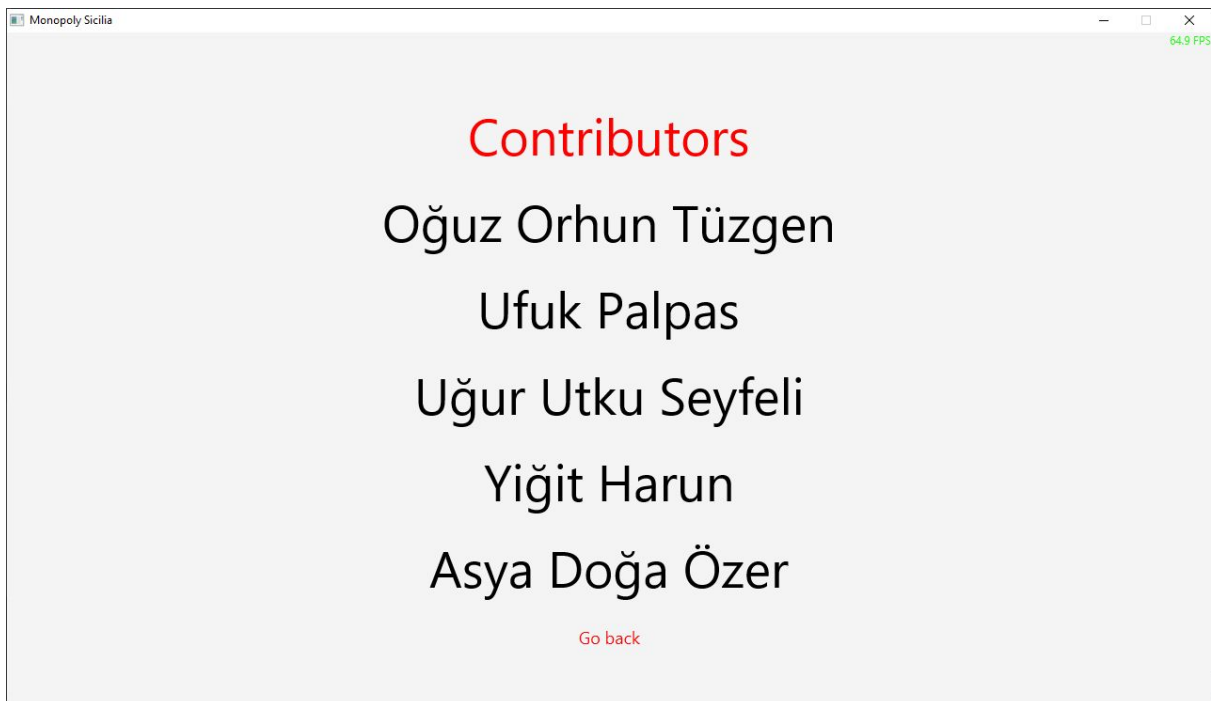 Monopoly Sicilia
64.9 FPS
Contributors
Oğuz Orhun Tüzgen
Ufuk Palpas
Uğur Utku Seyfeli
Yiğit Harun
Asya Doğa Özer
Go back